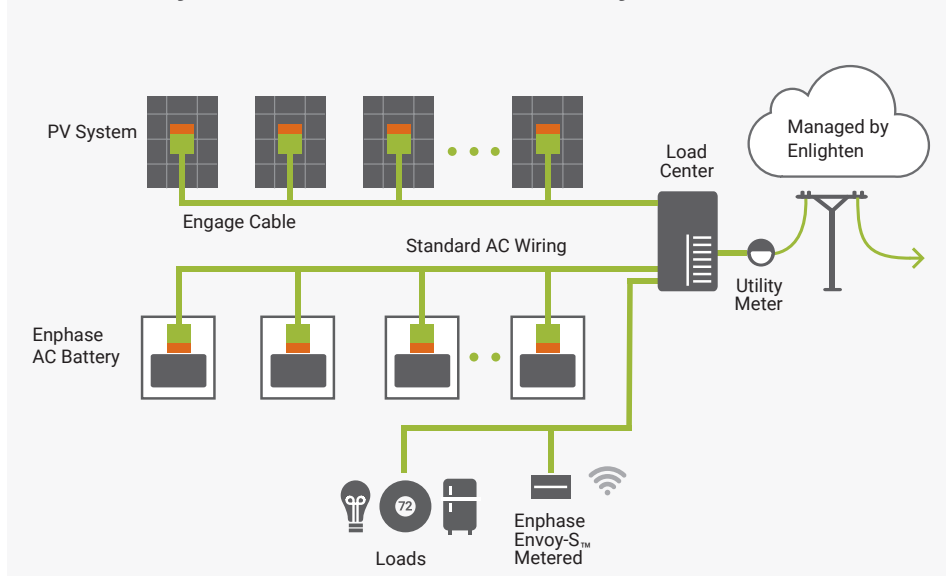 PV System
Engage Cable
Load
Center
Managed by
Enlighten
Standard AC Wiring
Utility
Meter
Enphase
AC Battery
72
Loads
Enphase
Envoy-S™
Metered